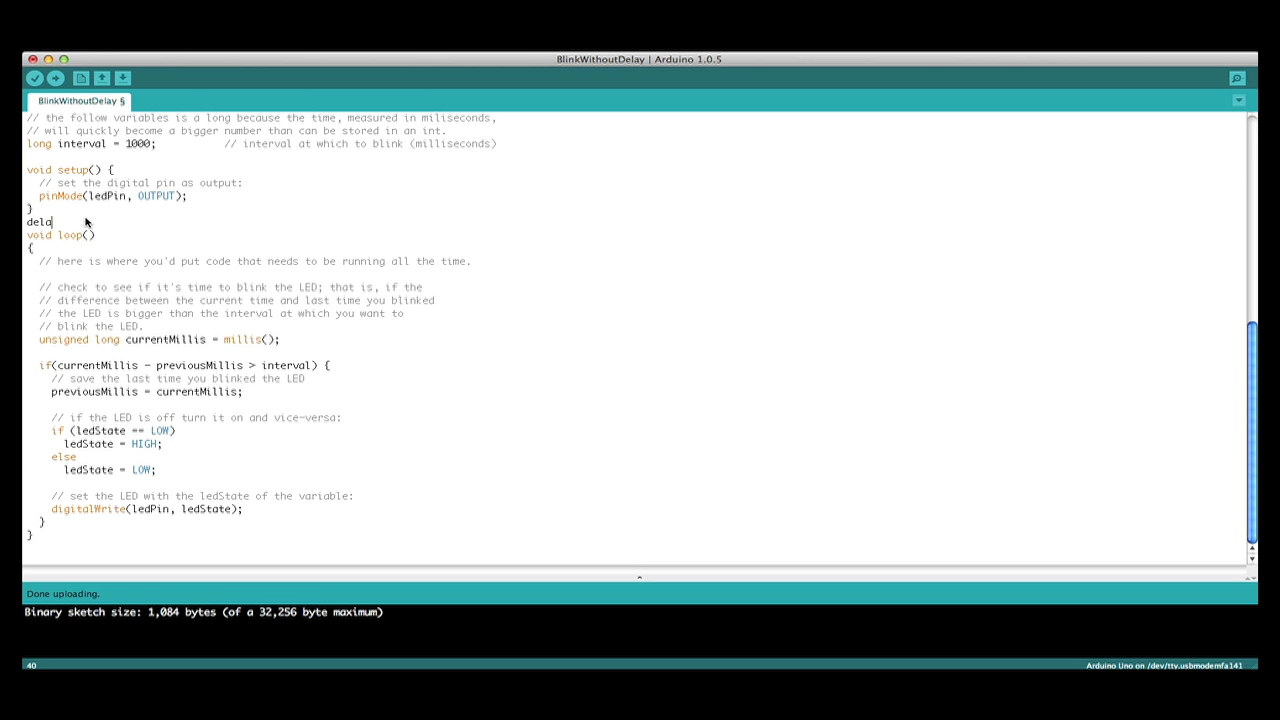 BlinkWithoutDelay | Arduino 1.0.5
BlinkWithoutDelay §
// the follow variables is a long because the time, measured in miliseconds,
// will quickly become a bigger number than can be stored in an int.
long interval = 1000;           // interval at which to blink (milliseconds)
void setup() {
  // set the digital pin as output:
  pinMode(ledPin, OUTPUT);
}
dela
void loop()
{
  // here is where you'd put code that needs to be running all the time.
  // check to see if it's time to blink the LED; that is, if the
  // difference between the current time and last time you blinked
  // the LED is bigger than the interval at which you want to
  // blink the LED.
  unsigned long currentMillis = millis();
  if(currentMillis - previousMillis > interval) {
    // save the last time you blinked the LED
    previousMillis = currentMillis;
    // if the LED is off turn it on and vice-versa:
    if (ledState == LOW)
      ledState = HIGH;
    else
      ledState = LOW;
    // set the LED with the ledState of the variable:
    digitalWrite(ledPin, ledState);
  }
}
Done uploading.
Binary sketch size: 1,084 bytes (of a 32,256 byte maximum)
40
Arduino Uno on /dev/tty.usbmodemfa141